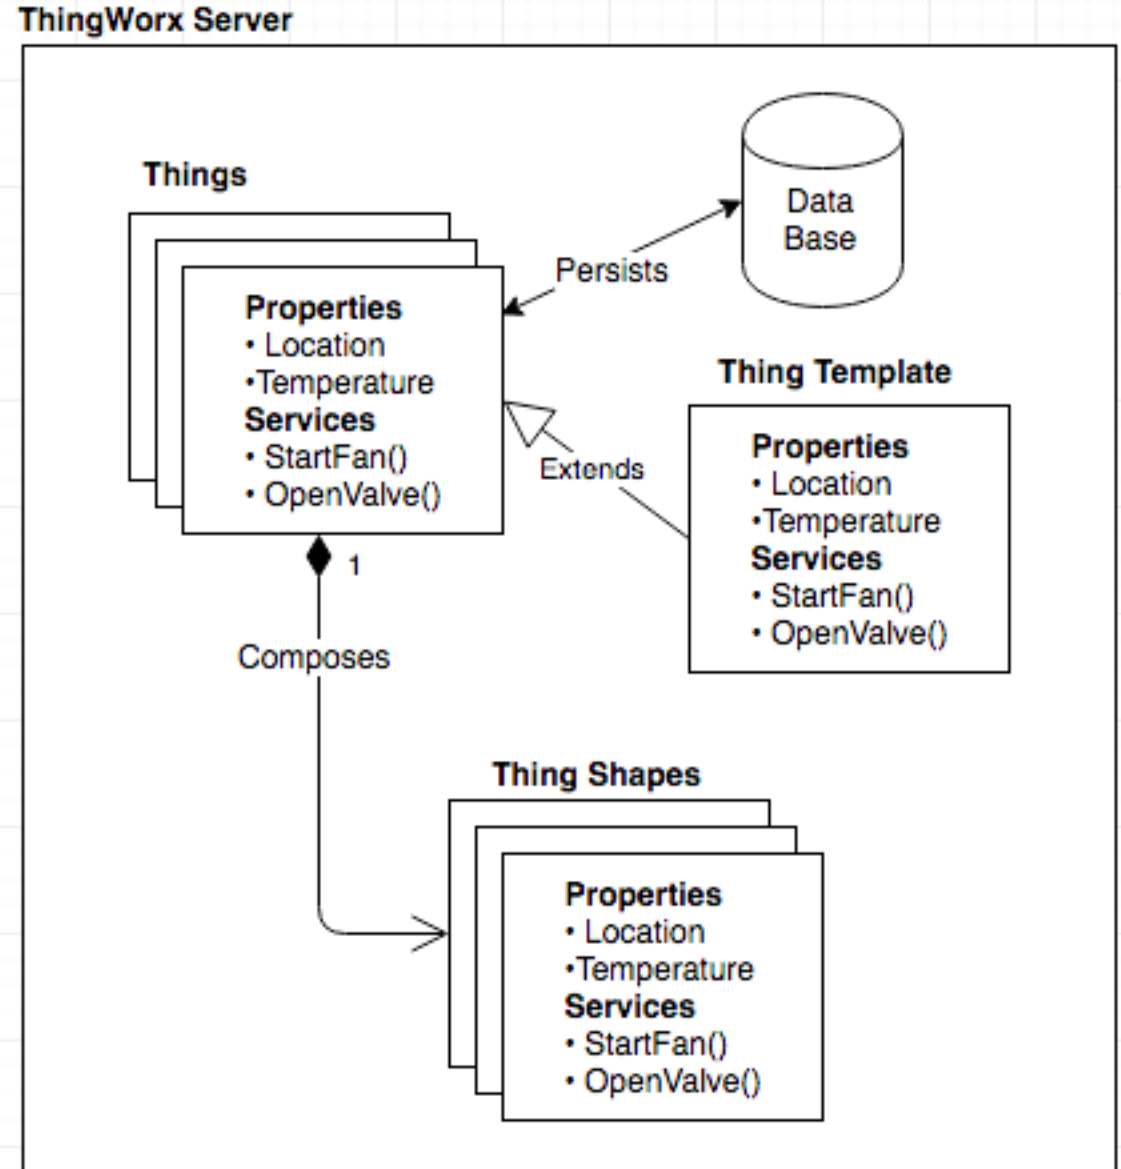 ThingWorx Server
Things
Properties
• Location
•Temperature
Services
• StartFan()
• OpenValve()
Persists
Data
Base
Thing Template
Properties
• Location
•Temperature
Services
• StartFan()
• OpenValve()
Extends
1
Composes
Thing Shapes
Properties
• Location
•Temperature
Services
• StartFan()
• OpenValve()